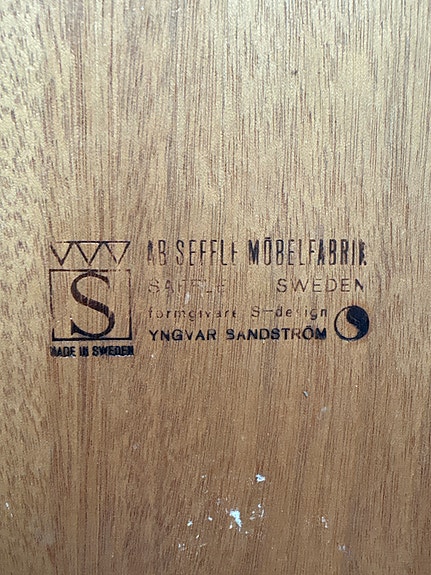 AB SEFFLE MÖBELFABRIK
SÄFFLE SWEDEN
formgivare S-design
YNGVAR SANDSTRÖM
S
MADE IN SWEDEN